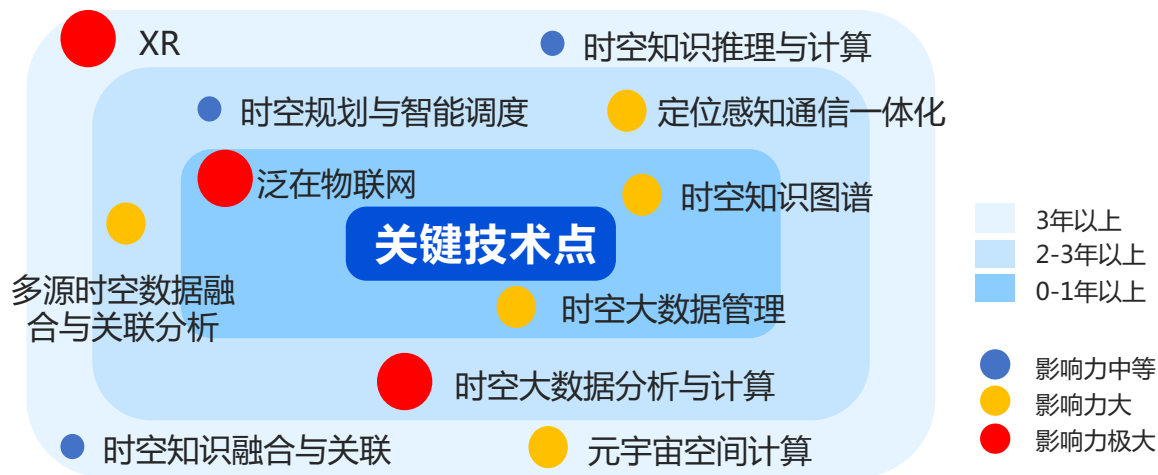 XR
时空知识推理与计算
时空规划与智能调度
定位感知通信一体化
泛在物联网
时空知识图谱
关键技术点
多源时空数据融
合与关联分析
时空大数据管理
时空大数据分析与计算
时空知识融合与关联
元宇宙空间计算
3年以上
2-3年以上
0-1年以上
影响力中等
影响力大
影响力极大